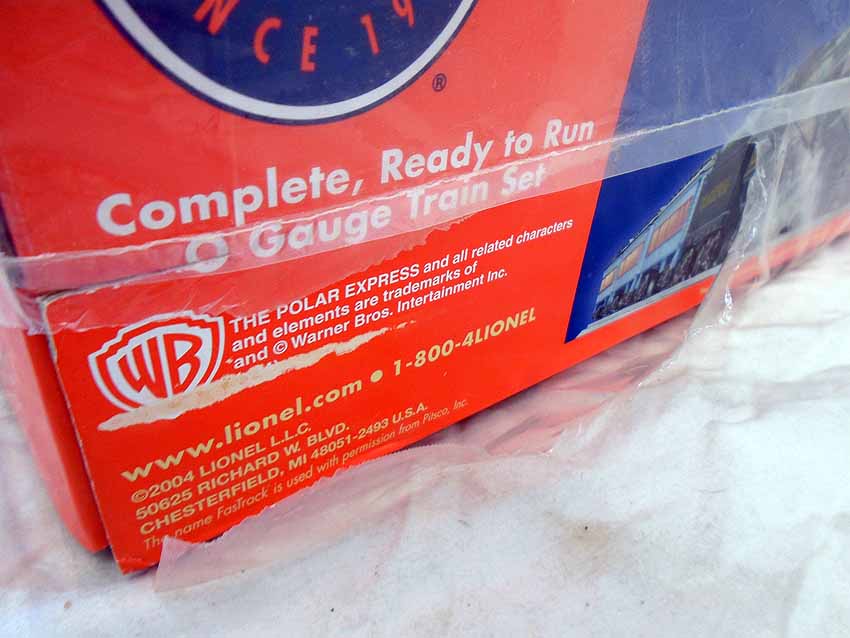 NCE 19
®
Complete, Ready to Run
O Gauge Train Set
WB
THE POLAR EXPRESS and all related characters
and elements are trademarks of
and © Warner Bros. Intertainment Inc.
www.lionel.com • 1-800-4LIONEL
©2004 LIONEL L.L.C.
50625 RICHARD W. BLVD.
CHESTERFIELD, MI 48051-2493 U.S.A.
The name FasTrack is used with permission from Pitsco, Inc.